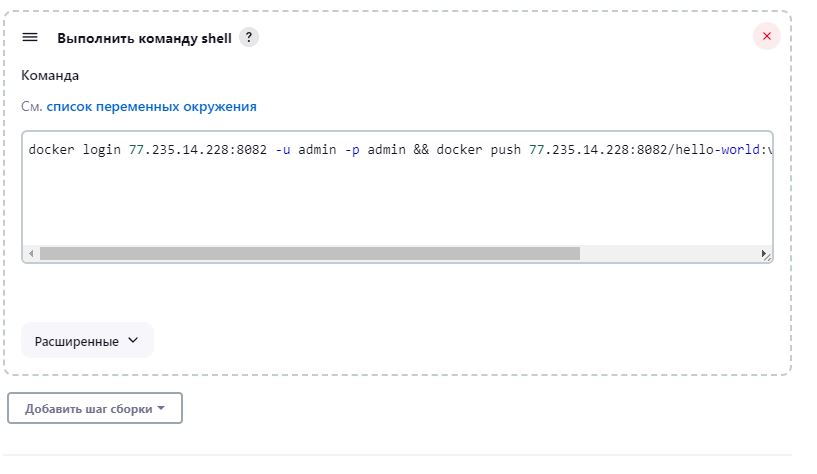 Выполнить команду shell ?
Команда
См. список переменных окружения
docker login 77.235.14.228:8082 -u admin -p admin && docker push 77.235.14.228:8082/hello-world:v
Расширенные
Добавить шаг сборки